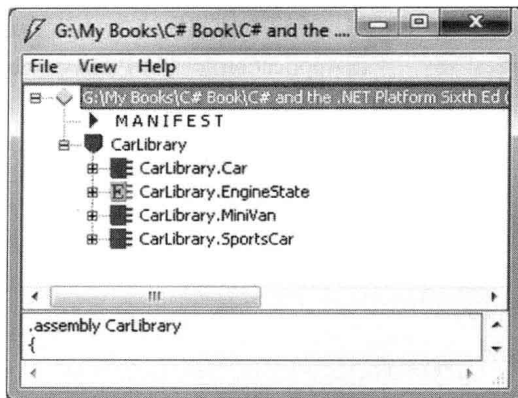 G:\My Books\C# Book\C# and the ....
File View Help
G:\My Books\C# Book\C# and the .NET Platform Sixth Ed (
MANIFEST
CarLibrary
CarLibrary.Car
E CarLibrary.EngineState
CarLibrary.MiniVan
CarLibrary.SportsCar
.assembly CarLibrary
{